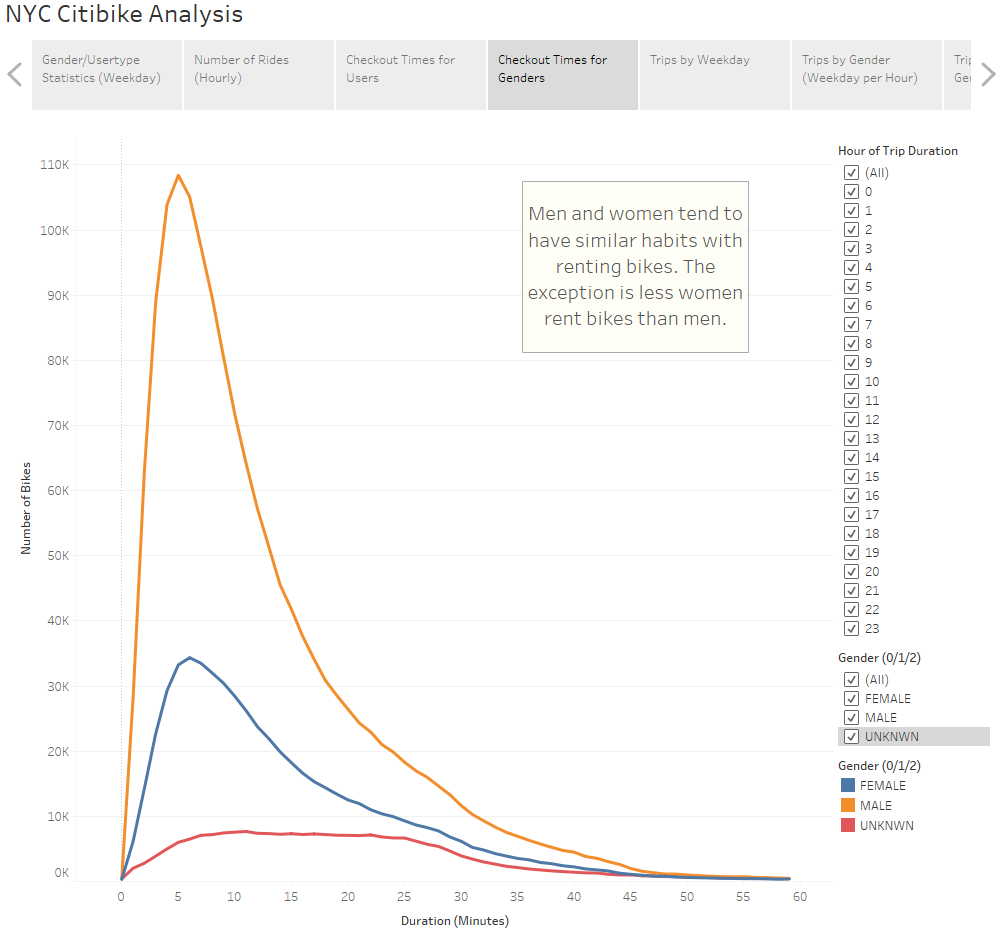 NYC Citibike Analysis
Gender/Usertype
Statistics (Weekday)
Number of Rides
(Hourly)
Checkout Times for
Users
Checkout Times for
Genders
Trips by Weekday
Trips by Gender
(Weekday per Hour)
110K
100K
90K
80K
70K
60K
50K
40K
30K
20K
10K
0K
Number of Bikes
Men and women tend to
have similar habits with
renting bikes. The
exception is less women
rent bikes than men.
0
5
10
15
20
25
30
35
40
45
50
55
60
Duration (Minutes)
Hour of Trip Duration
(All)
0
1
2
3
4
5
6
7
8
9
10
11
12
13
14
15
16
17
18
19
20
21
22
23
Gender (0/1/2)
(All)
FEMALE
MALE
UNKNWN
Gender (0/1/2)
FEMALE
MALE
UNKNWN